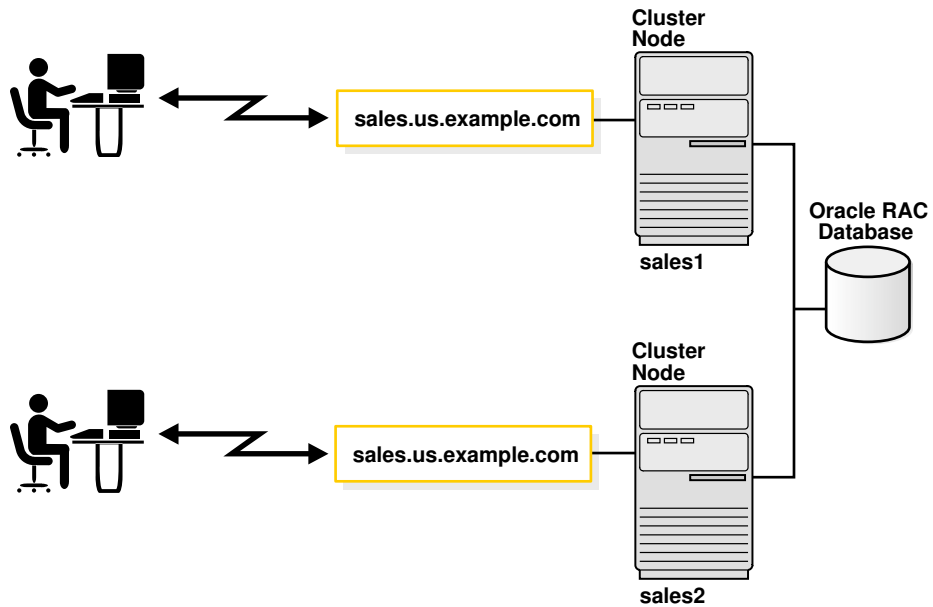 Cluster
Node
sales.us.example.com
sales1
Oracle RAC
Database
Cluster
Node
sales.us.example.com
sales2